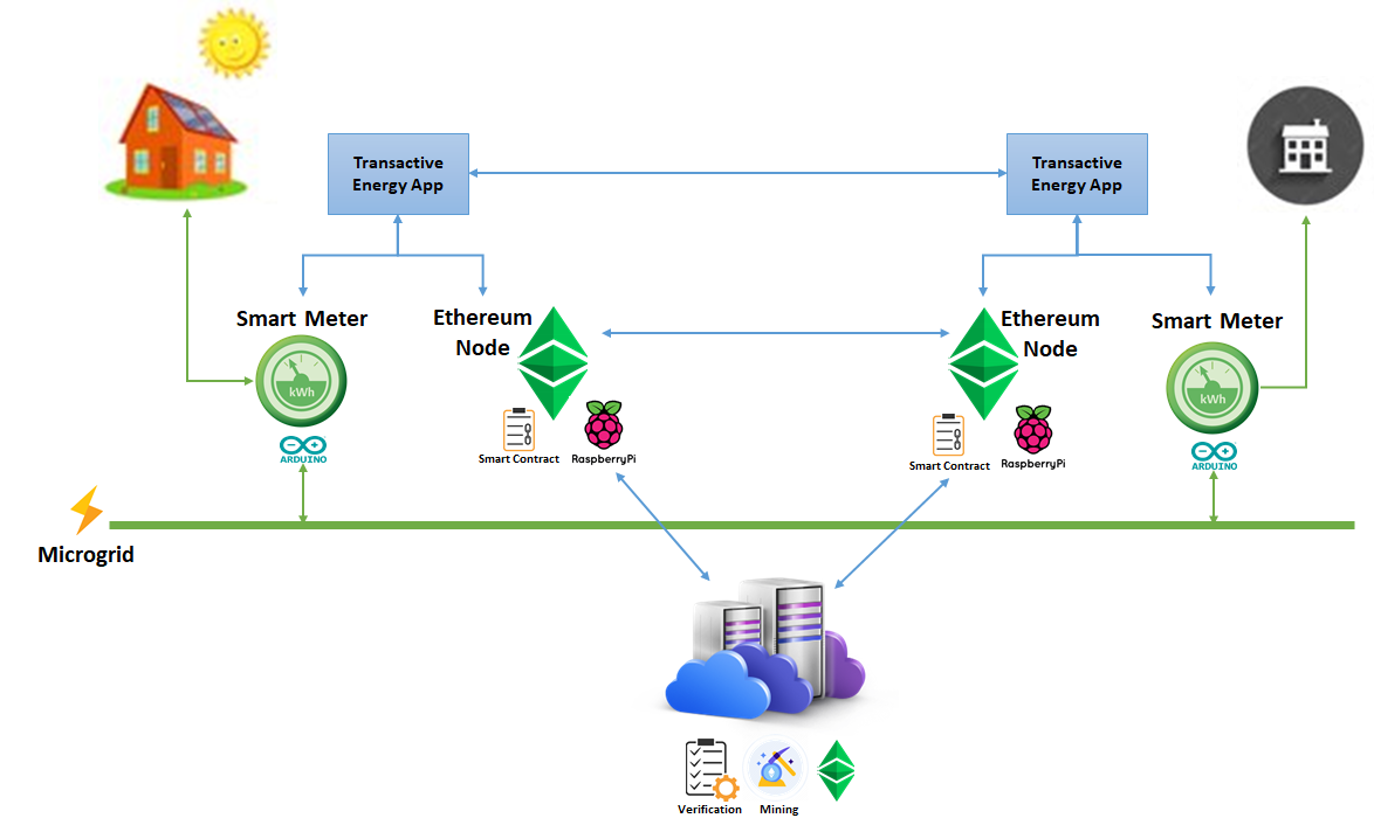 Transactive
Energy App
Transactive
Energy App
Smart Meter
Ethereum
Node
Ethereum
Node
Smart Meter
kWh
kWh
ARDUINO
Smart Contract
RaspberryPi
Smart Contract
RaspberryPi
ARDUINO
Microgrid
Verification
Mining